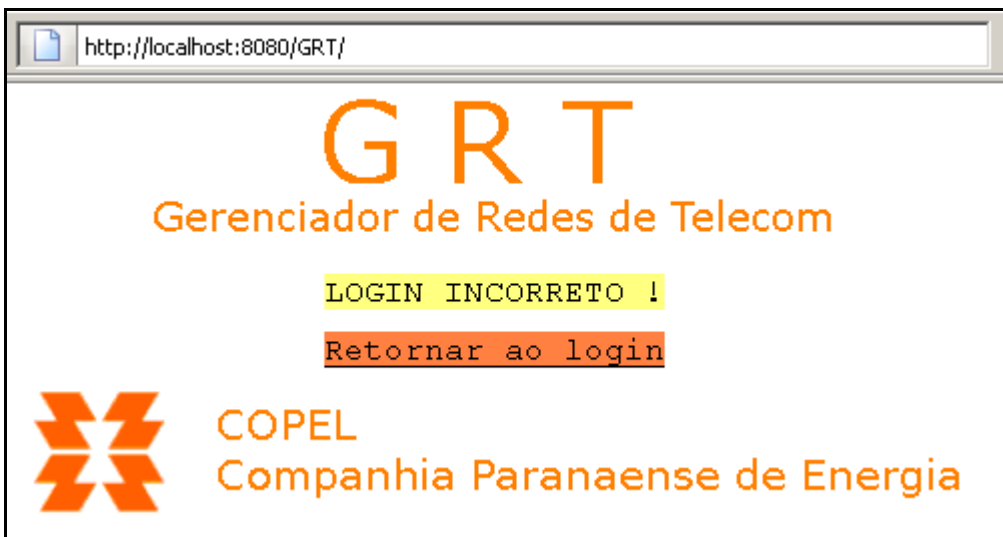 http://localhost:8080/GRT/
G R T
Gerenciador de Redes de Telecom
LOGIN INCORRETO !
Retornar ao login
COPEL
Companhia Paranaense de Energia